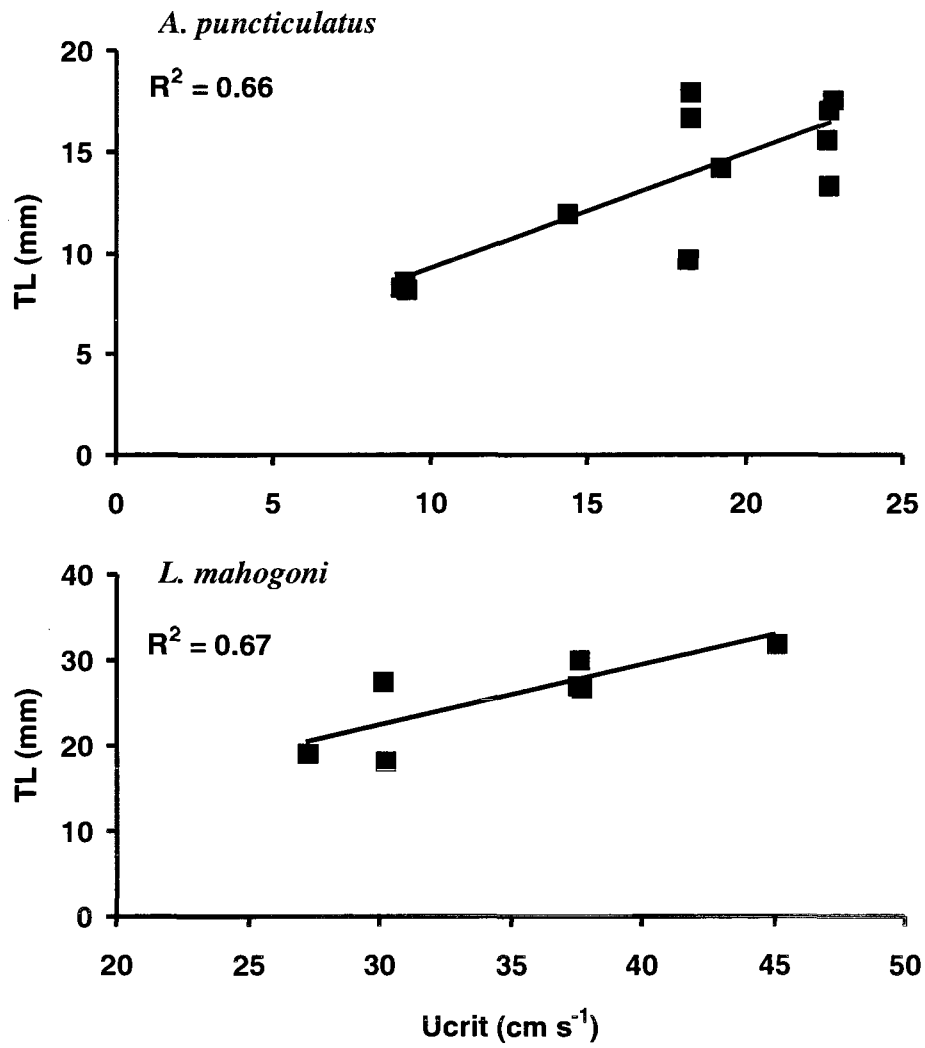 A. puncticulatus
R² = 0.66
20
15
10
5
0
TL (mm)
0 5 10 15 20 25
L. mahogoni
R² = 0.67
40
30
20
10
0
TL (mm)
20 30 35 40 45 50
Ucrit (cm s⁻¹)